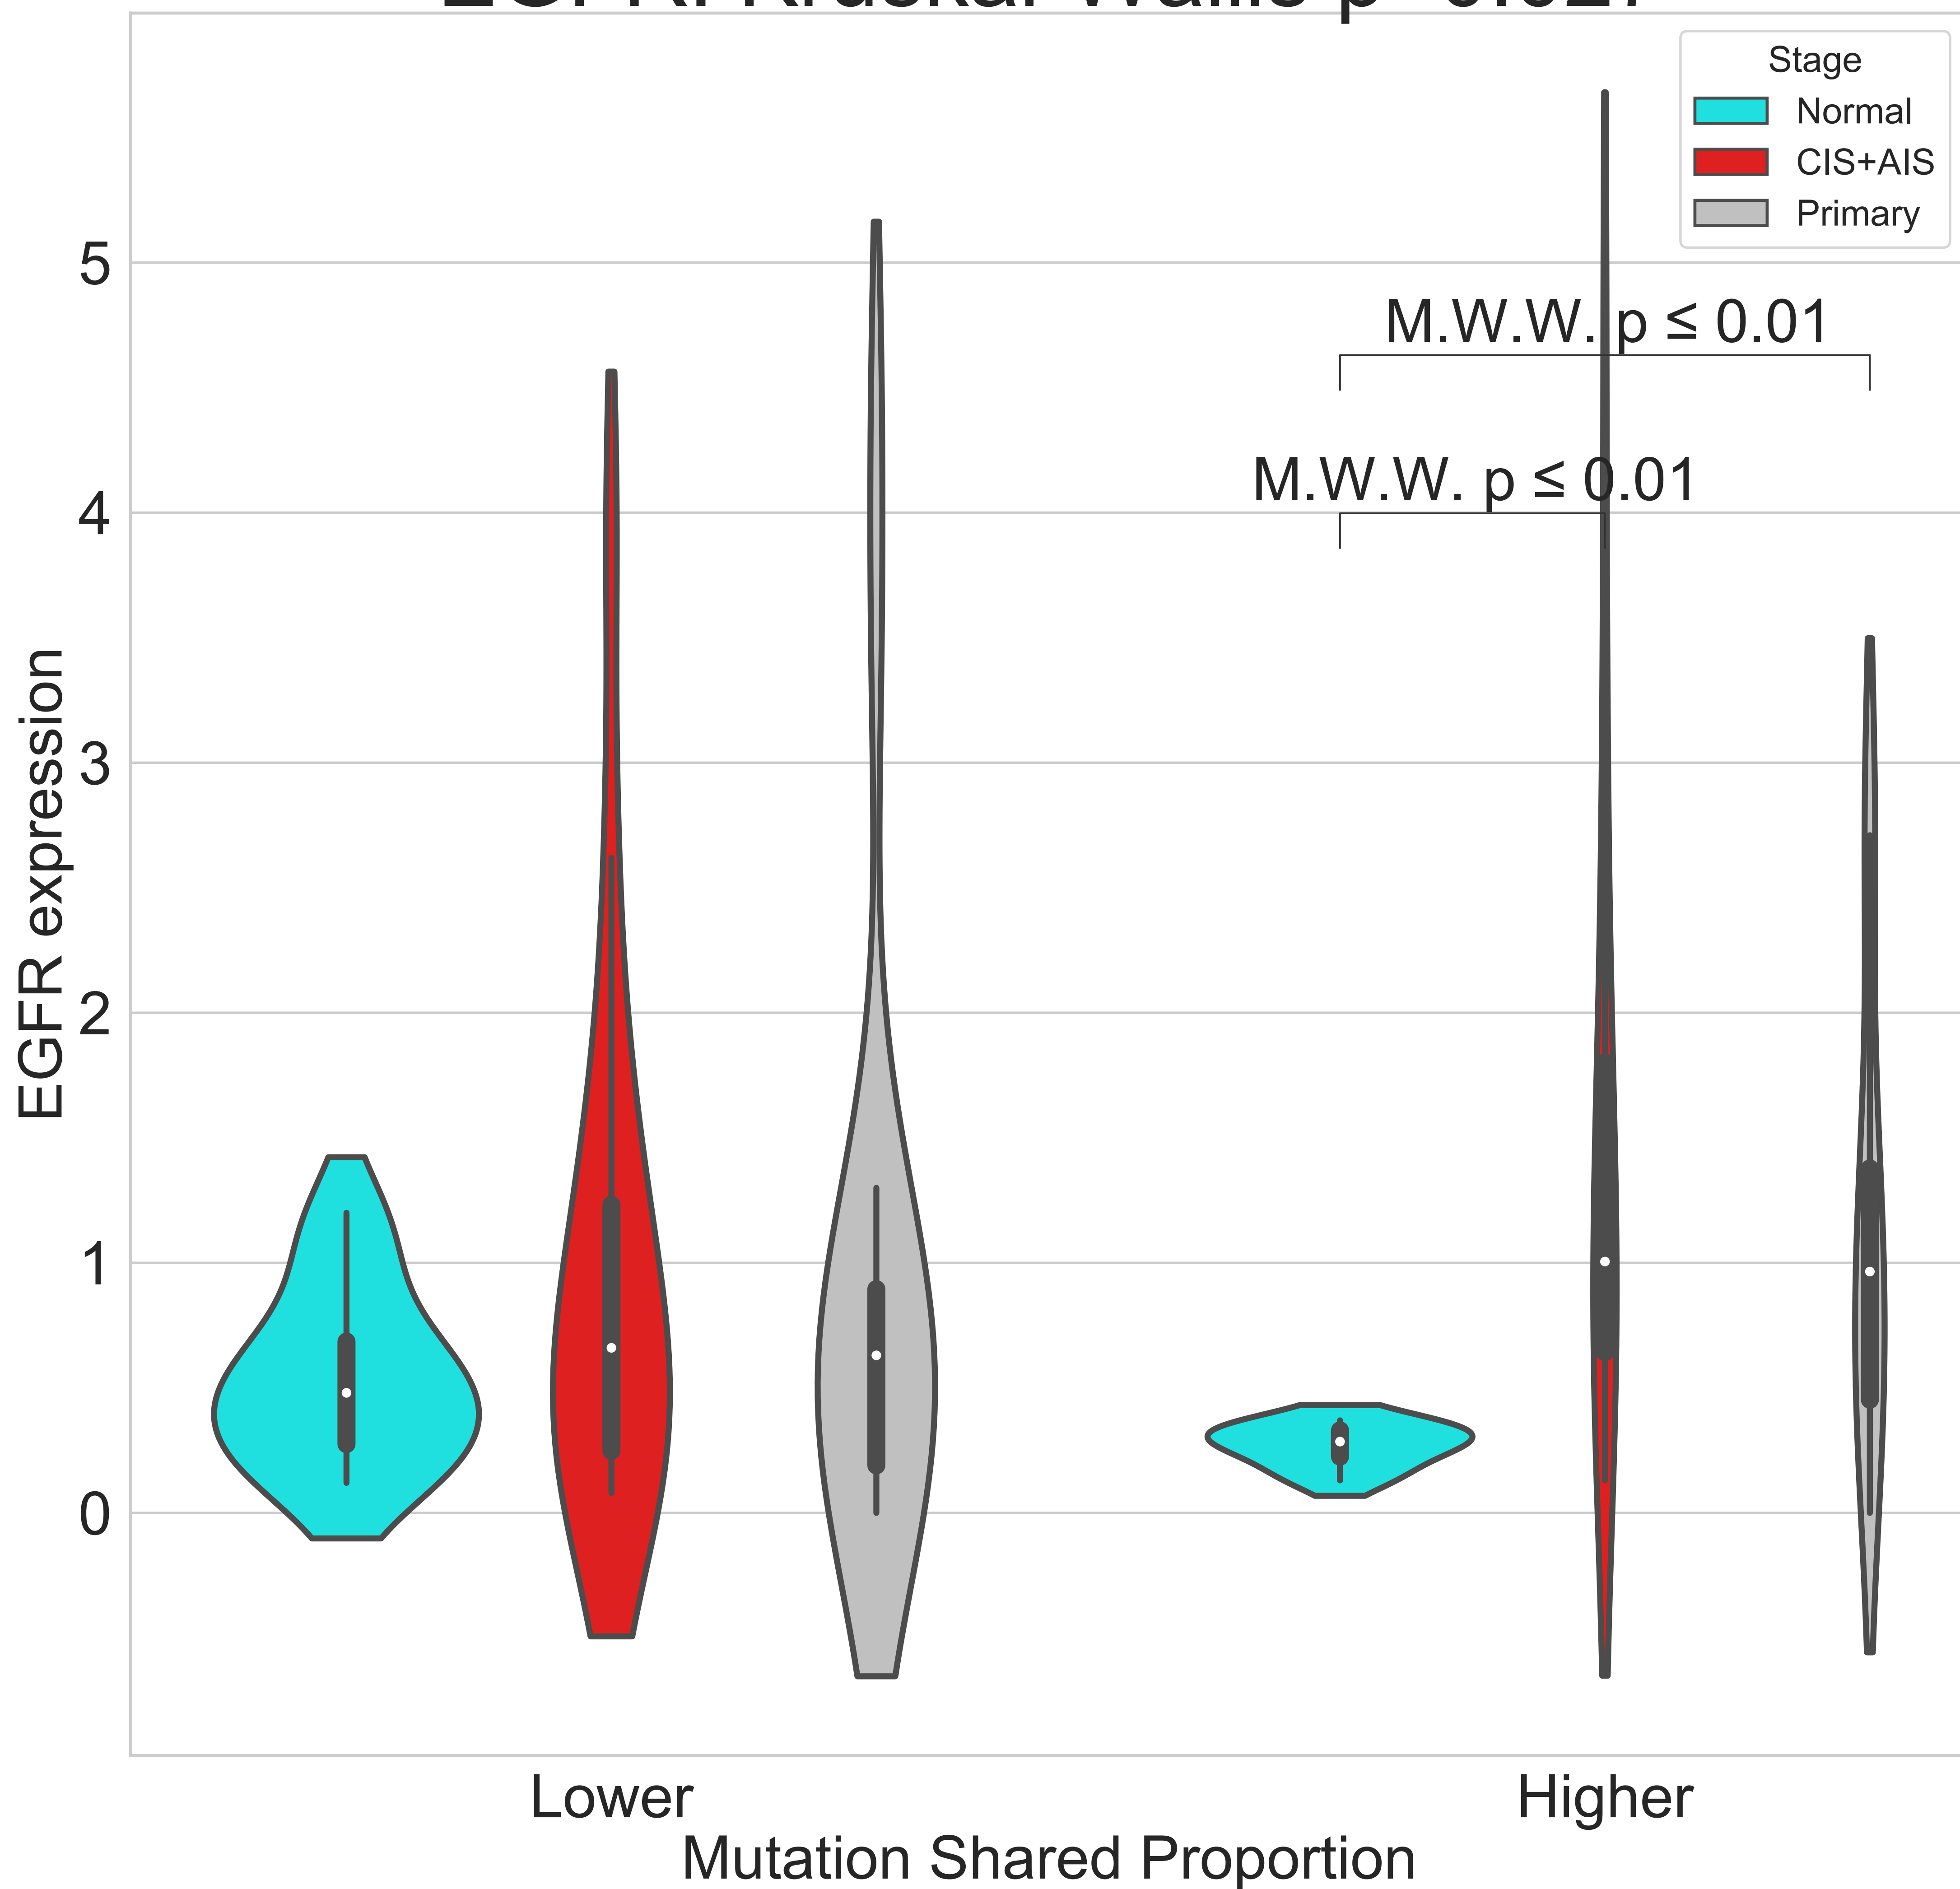 Stage
Normal
CIS+AIS
Primary
5
M.W.W. p ≤ 0.01
M.W.W. p ≤ 0.01
4
3
2
1
0
EGFR expression
Lower
Higher
Mutation Shared Proportion